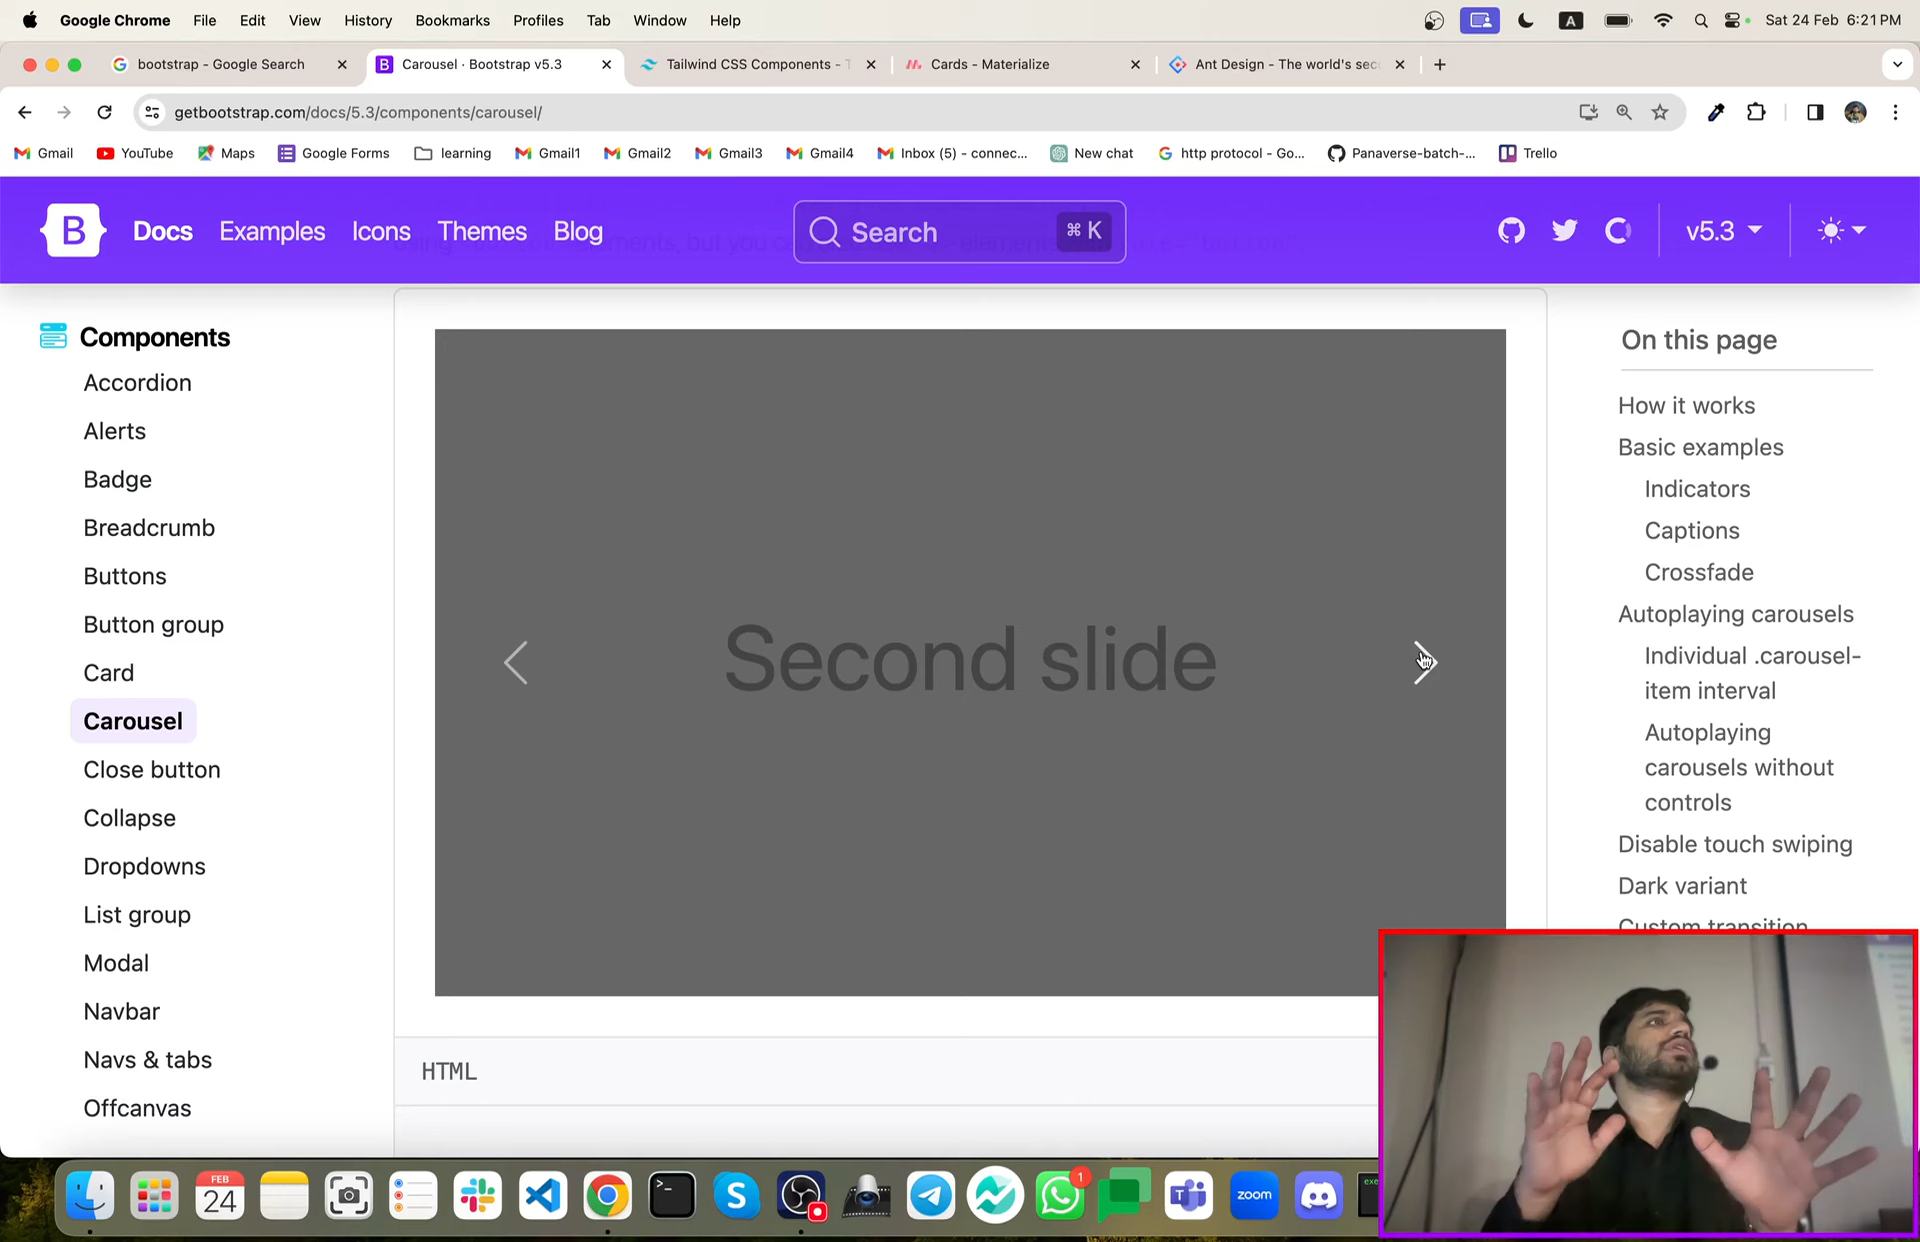 Google Chrome File Edit View History Bookmarks Profiles Tab Window Help A Sat 24 Feb 6:21 PM
bootstrap - Google Search Carousel · Bootstrap v5.3 Tailwind CSS Components - Cards - Materialize Ant Design - The world's sec
getbootstrap.com/docs/5.3/components/carousel/
Gmail YouTube Maps Google Forms learning Gmail1 Gmail2 Gmail3 Gmail4 Inbox (5) - connec... New chat http protocol - Go... Panaverse-batch-... Trello
B Docs Examples Icons Themes Blog Search ⌘ K v5.3
Components
Accordion
Alerts
Badge
Breadcrumb
Buttons
Button group
Card
Carousel
Close button
Collapse
Dropdowns
List group
Modal
Navbar
Navs & tabs
Offcanvas
Second slide
HTML
On this page
How it works
Basic examples
Indicators
Captions
Crossfade
Autoplaying carousels
Individual .carousel-
item interval
Autoplaying
carousels without
controls
Disable touch swiping
Dark variant
Custom transition
FEB
24
S
1
zoom
exe